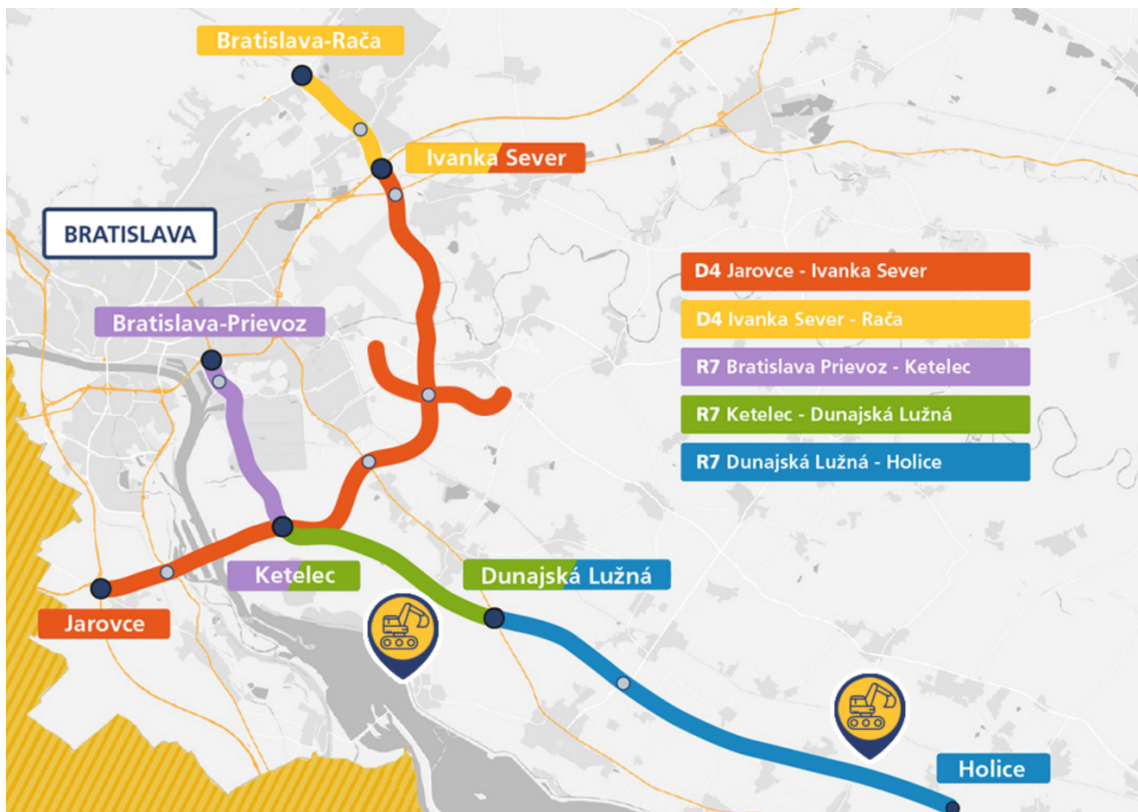 Bratislava-Rača
Ivanka Sever
BRATISLAVA
Bratislava-Prievoz
D4 Jarovce - Ivanka Sever
D4 Ivanka Sever - Rača
R7 Bratislava Prievoz - Ketelec
R7 Ketelec - Dunajská Lužná
R7 Dunajská Lužná - Holice
Ketelec
Dunajská Lužná
Jarovce
Holice